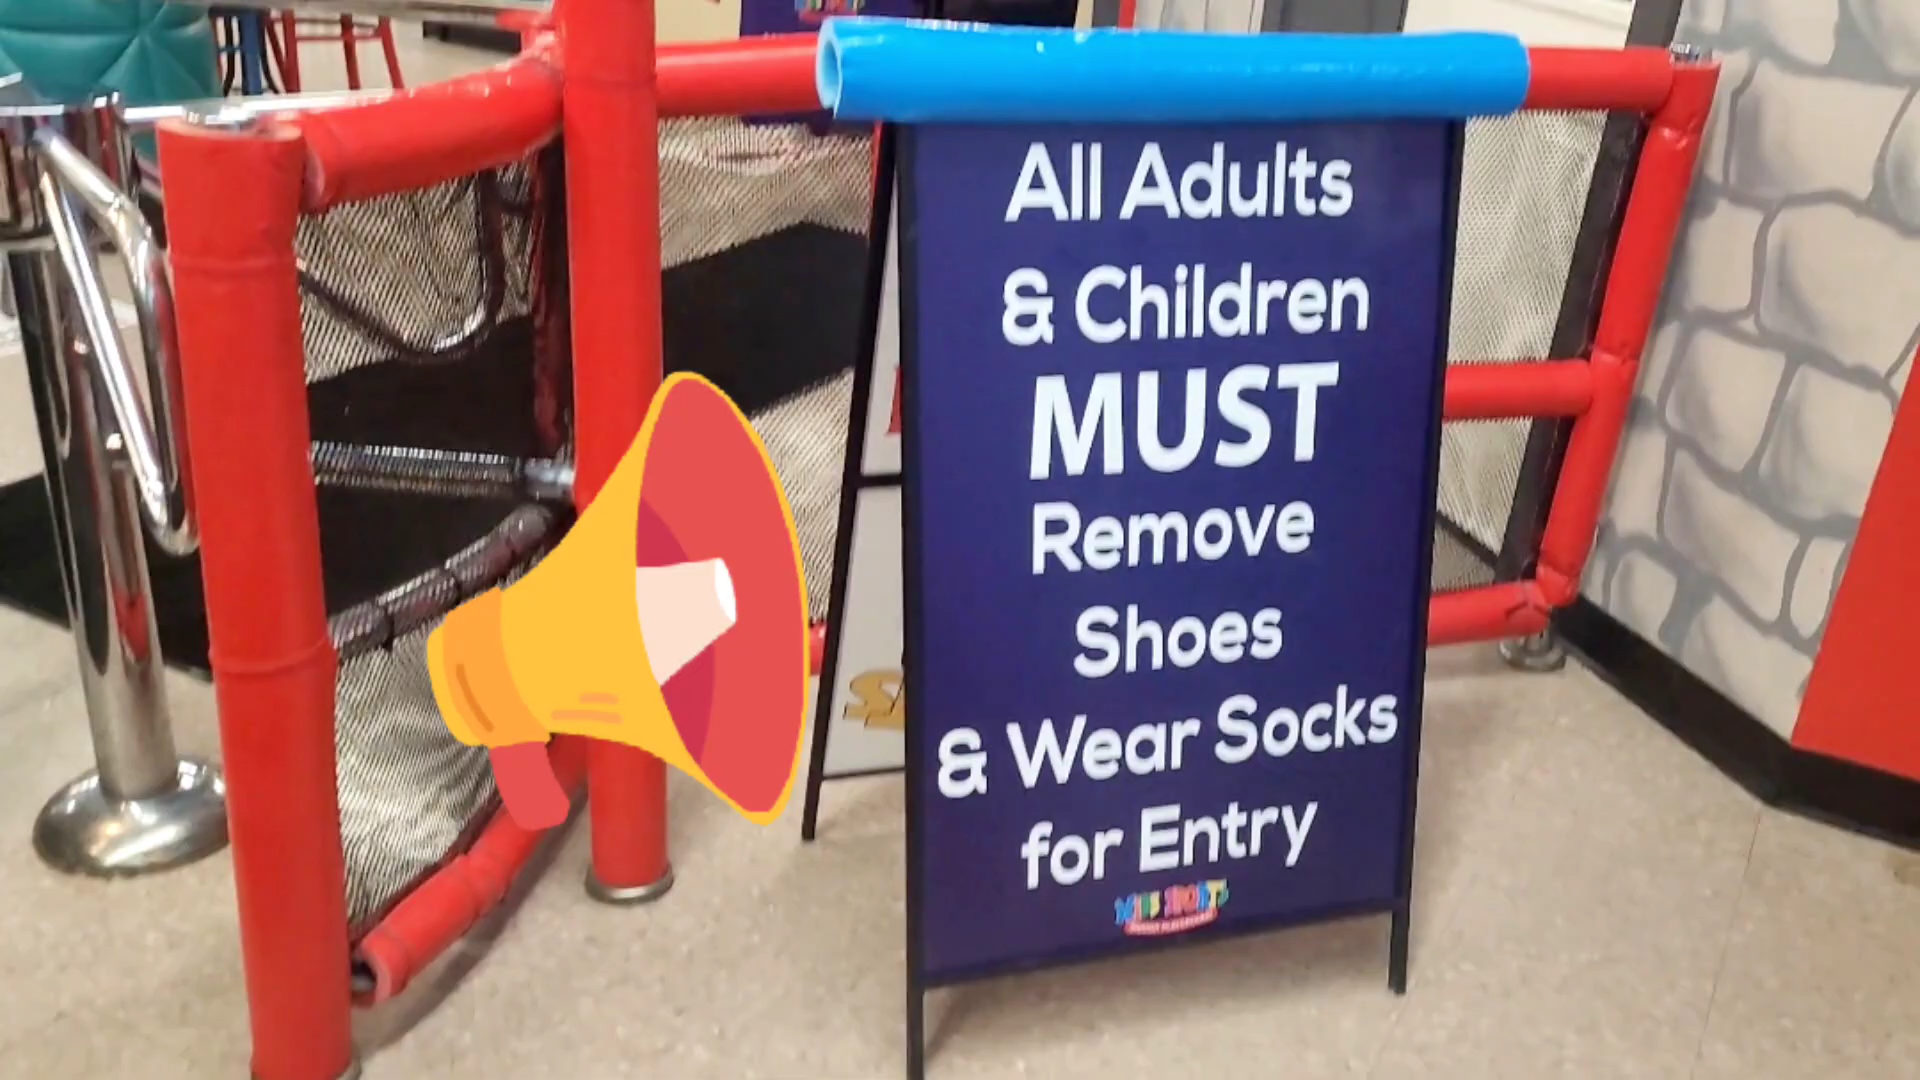 All Adults
& Children
MUST
Remove
Shoes
& Wear Socks
for Entry